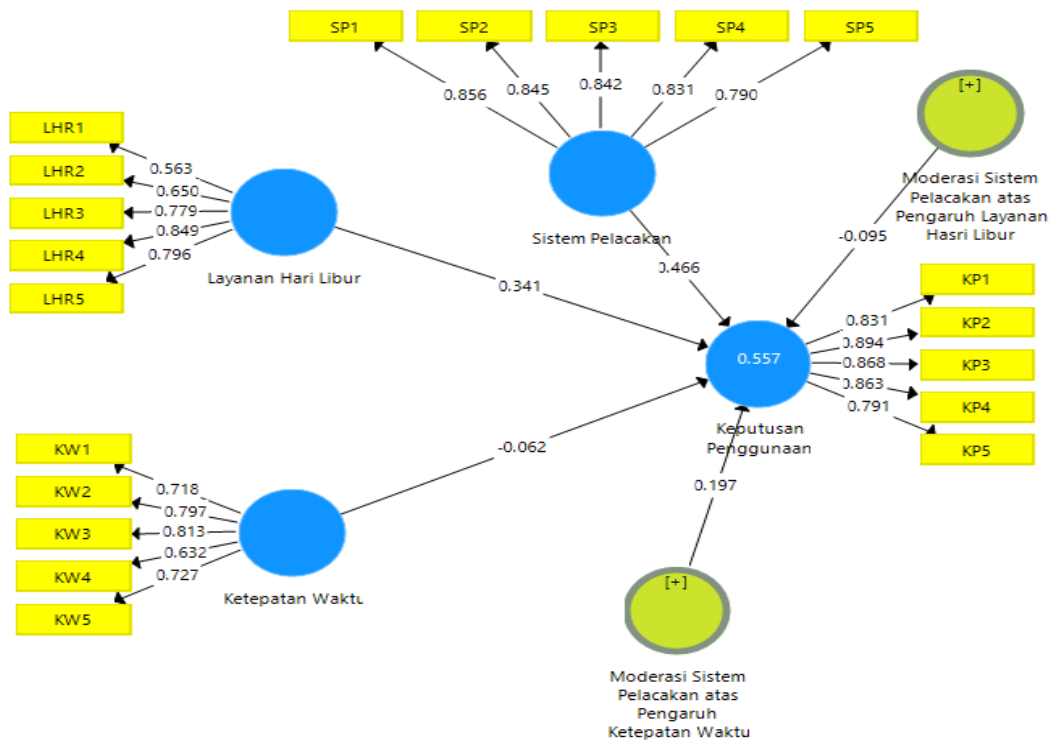 SP1
SP2
SP3
SP4
SP5
0.856
0.845
0.842
0.831
0.790
Sistem Pelacakan
0.466
[+]
Moderasi Sistem
Pelacakan atas
Pengaruh Layanan
Hasri Libur
-0.095
LHR1
LHR2
LHR3
LHR4
LHR5
0.563
0.650
0.779
0.849
0.796
Layanan Hari Libur
0.341
KP1
KP2
KP3
KP4
KP5
0.831
0.894
0.868
0.863
0.791
0.557
Keputusan
Penggunaan
KW1
KW2
KW3
KW4
KW5
0.718
0.797
0.813
0.632
0.727
Ketepatan Waktu
-0.062
0.197
[+]
Moderasi Sistem
Pelacakan atas
Pengaruh
Ketepatan Waktu